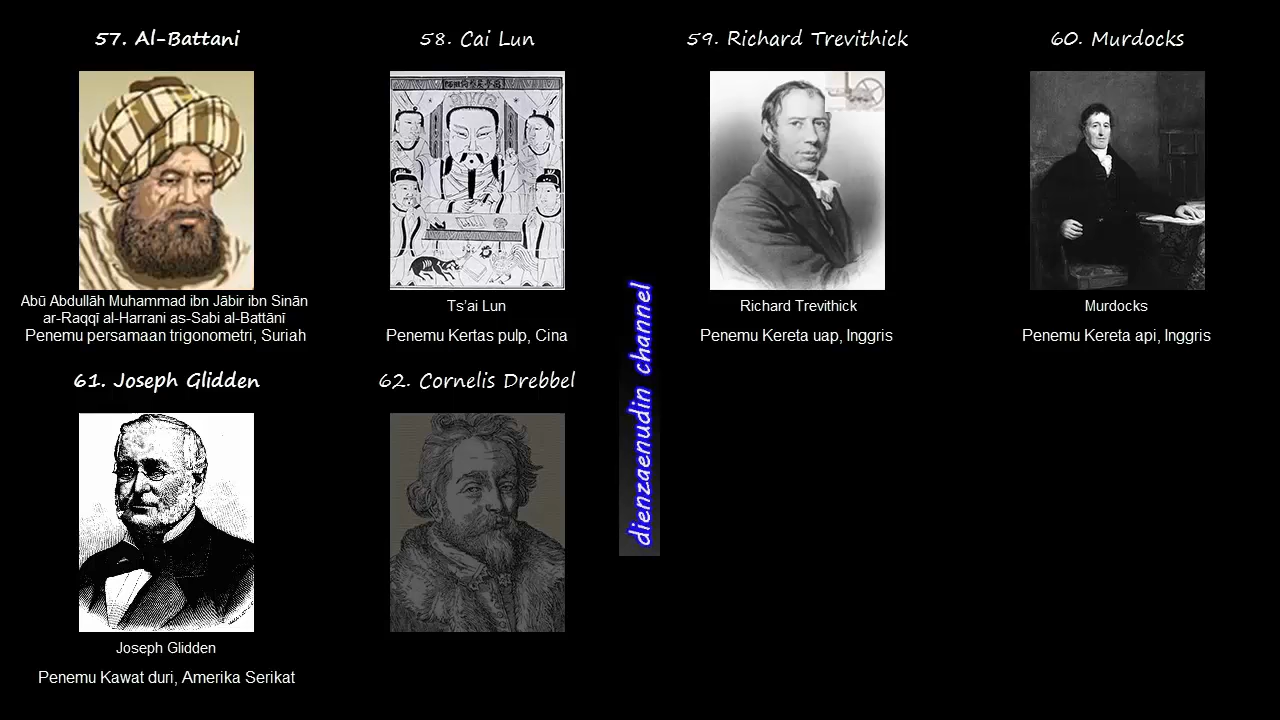 57. Al-Battani
58. Cai Lun
59. Richard Trevithick
60. Murdocks
Abū Abdullāh Muhammad ibn Jābir ibn Sinān
ar-Raqqī al-Harrani as-Sabi al-Battānī
Penemu persamaan trigonometri, Suriah
Ts'ai Lun
Penemu Kertas pulp, Cina
Richard Trevithick
Penemu Kereta uap, Inggris
Murdocks
Penemu Kereta api, Inggris
61. Joseph Glidden
62. Cornelis Drebbel
dienzaenudin channel
Joseph Glidden
Penemu Kawat duri, Amerika Serikat